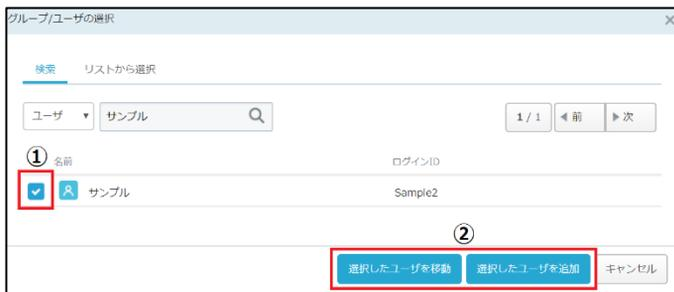 グループ/ユーザの選択 ×
検索 リストから選択
ユーザ ▼ サンプル 1 / 1 ◀前 ▶次
① 名前 ログインID
サンプル Sample2
②
選択したユーザを移動 選択したユーザを追加 キャンセル